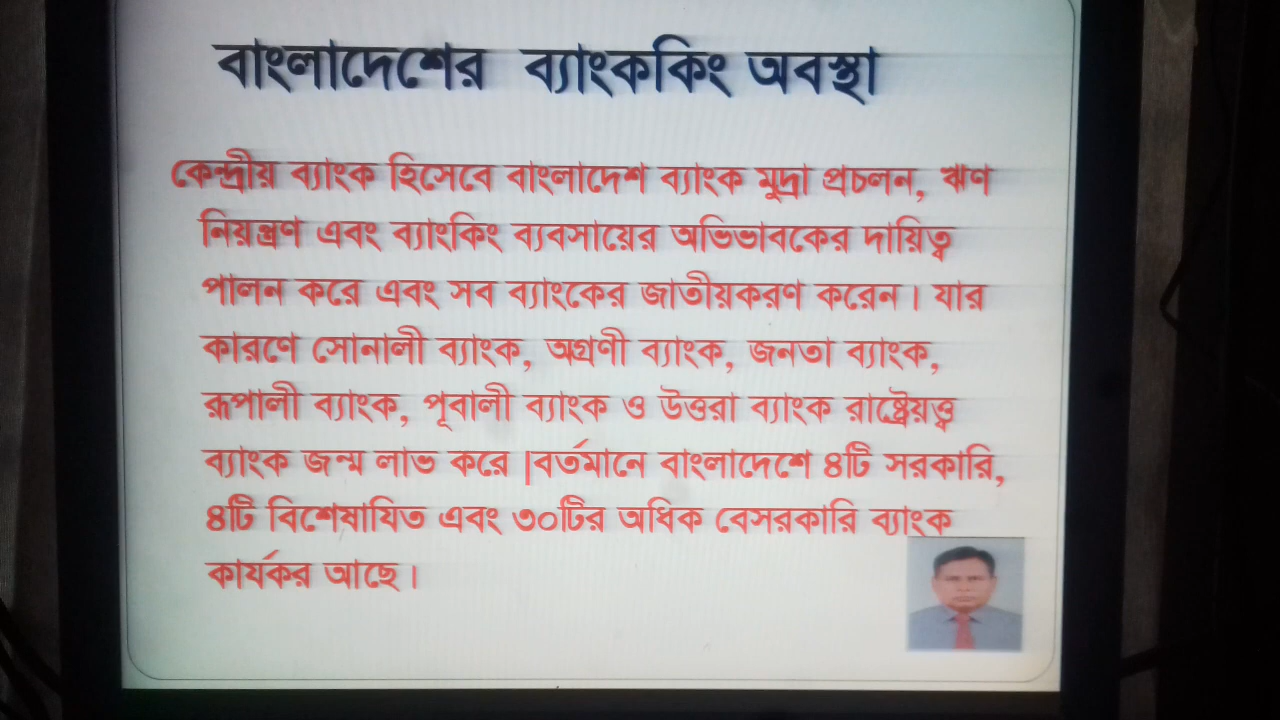 বাংলাদেশের ব্যাংককিং অবস্থা
কেন্দ্রীয় ব্যাংক হিসেবে বাংলাদেশ ব্যাংক মুদ্রা প্রচলন, ঋণ
নিয়ন্ত্রণ এবং ব্যাংকিং ব্যবসায়ের অভিভাবকের দায়িত্ব
পালন করে এবং সব ব্যাংকের জাতীয়করণ করেন। যার
কারণে সোনালী ব্যাংক, অগ্রণী ব্যাংক, জনতা ব্যাংক,
রূপালী ব্যাংক, পূবালী ব্যাংক ও উত্তরা ব্যাংক রাষ্ট্রেয়ত্ত্ব
ব্যাংক জন্ম লাভ করে |বর্তমানে বাংলাদেশে ৪টি সরকারি,
৪টি বিশেষায়িত এবং ৩০টির অধিক বেসরকারি ব্যাংক
কার্যকর আছে।